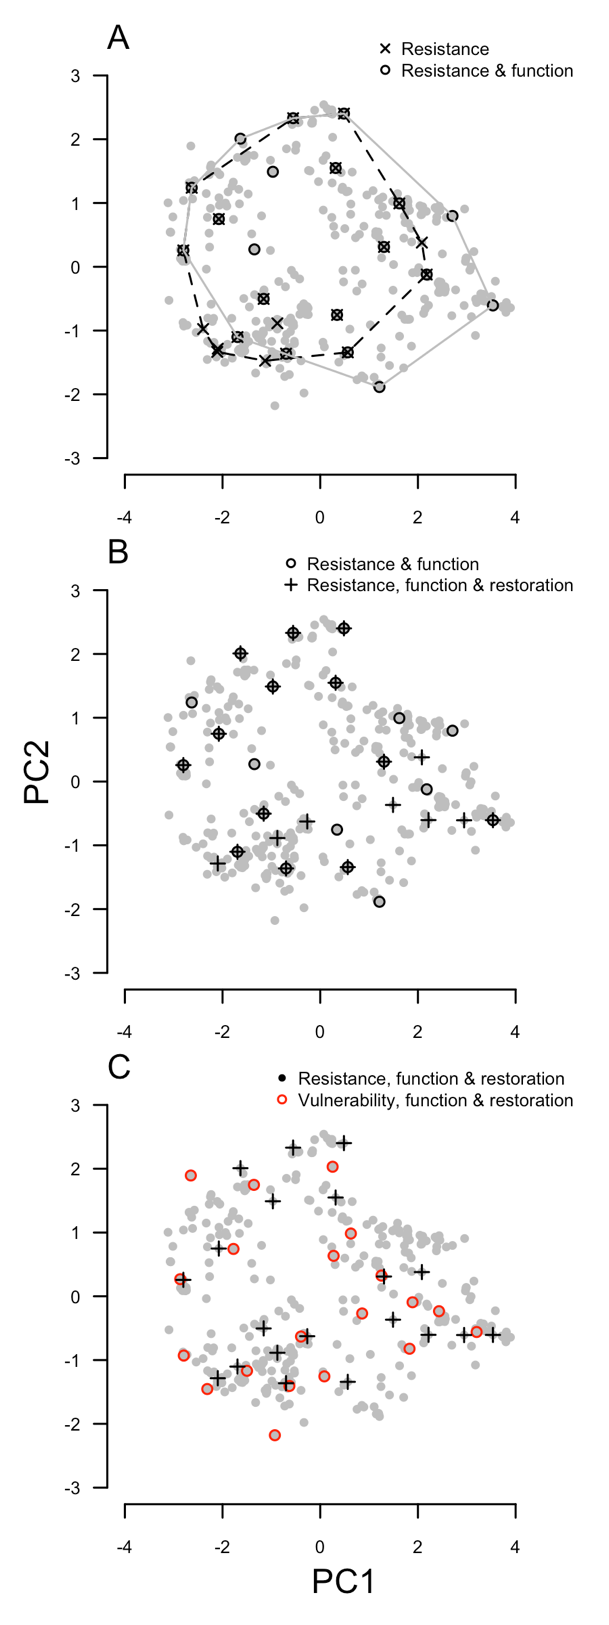 A
× Resistance
○ Resistance & function
3
2
1
0
-1
-2
-3
-4 -2 0 2 4
B
○ Resistance & function
+ Resistance, function & restoration
3
2
1
0
-1
-2
-3
PC2
-4 -2 0 2 4
C
● Resistance, function & restoration
○ Vulnerability, function & restoration
3
2
1
0
-1
-2
-3
-4 -2 0 2 4
PC1